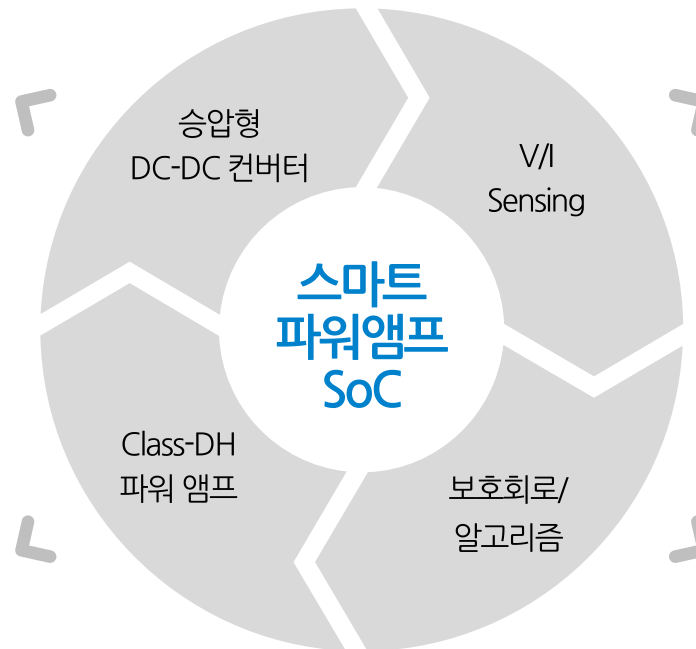 승압형
DC-DC 컨버터
V/I
Sensing
스마트
파워앰프
SoC
Class-DH
파워 앰프
보호회로/
알고리즘